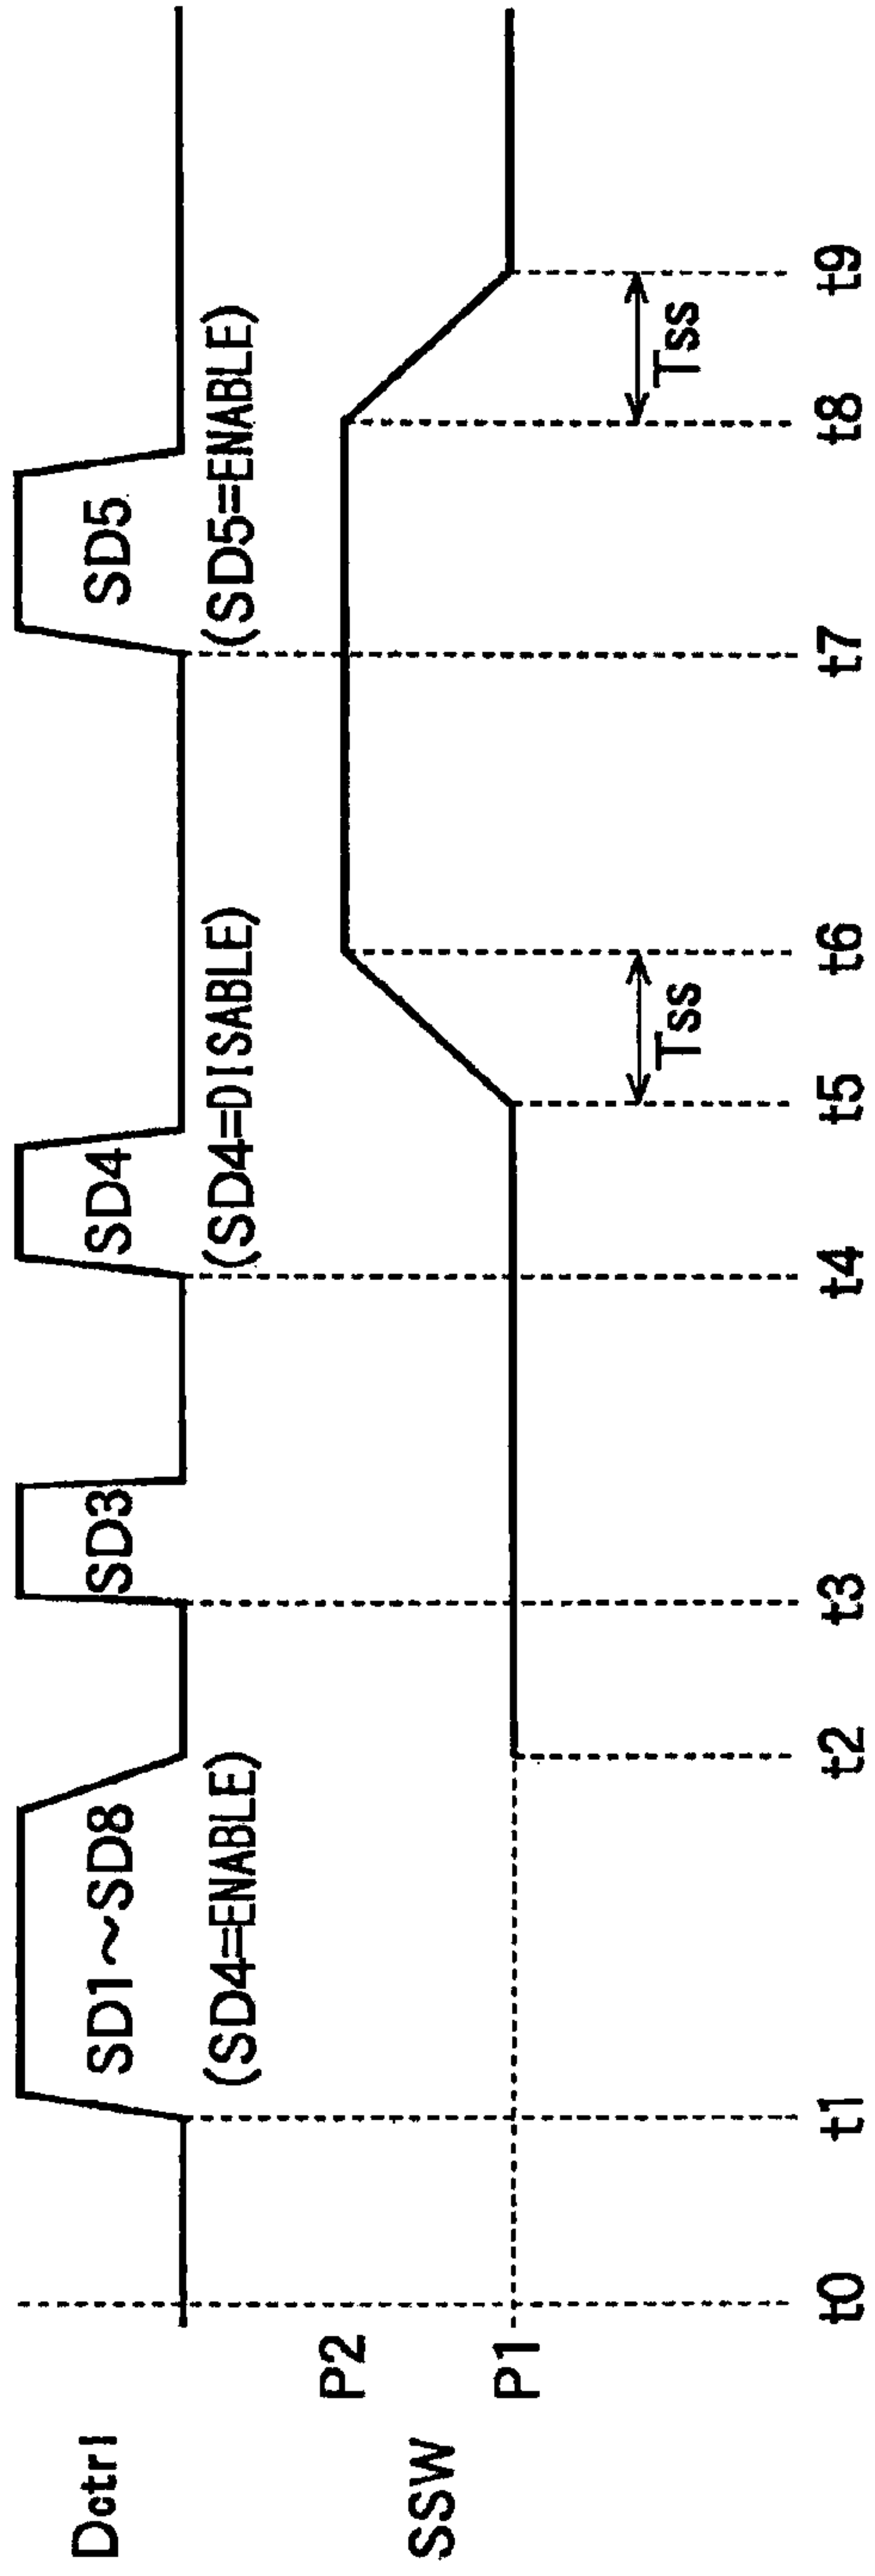 Dctrl
SD1~SD8
SD3
SD4
SD5
(SD4=ENABLE)
(SD4=DISABLE)
(SD5=ENABLE)
SSW
P2
P1
Tss
Tss
t0
t1
t2
t3
t4
t5
t6
t7
t8
t9